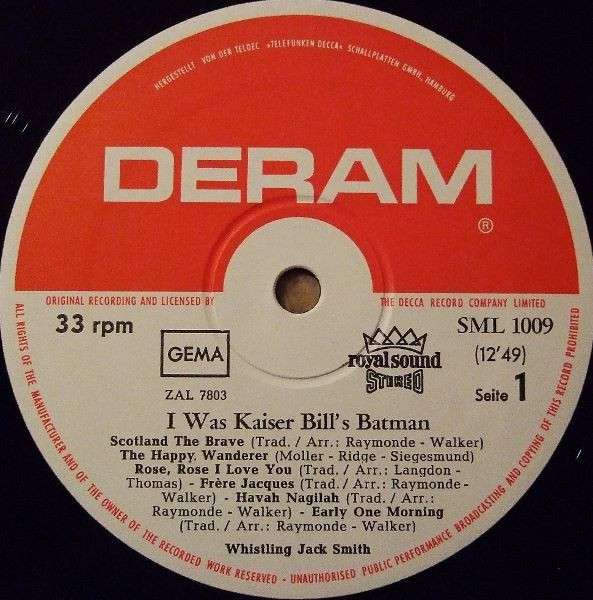 HERGESTELLT VON DER TELDEC »TELEFUNKEN DECCA« SCHALLPLATTEN GMBH, HAMBURG
DERAM
®
ORIGINAL RECORDING AND LICENSED BY THE DECCA RECORD COMPANY LIMITED
33 rpm
GEMA
ZAL 7803
royalsound
STEREO
SML 1009
(12'49)
Seite 1
I Was Kaiser Bill's Batman
Scotland The Brave (Trad. / Arr.: Raymonde - Walker)
The Happy, Wanderer (Moller - Ridge - Siegesmund)
Rose, Rose I Love You (Trad. / Arr.: Langdon -
Thomas) - Frère Jacques (Trad. / Arr.: Raymonde -
Walker) - Havah Nagilah (Trad. / Arr.:
Raymonde - Walker) - Early One Morning
(Trad. / Arr.: Raymonde - Walker)
Whistling Jack Smith
ALL RIGHTS OF THE MANUFACTURER AND OF THE OWNER OF THE RECORDED WORK RESERVED - UNAUTHORISED PUBLIC PERFORMANCE BROADCASTING AND COPYING OF THIS RECORD PROHIBITED